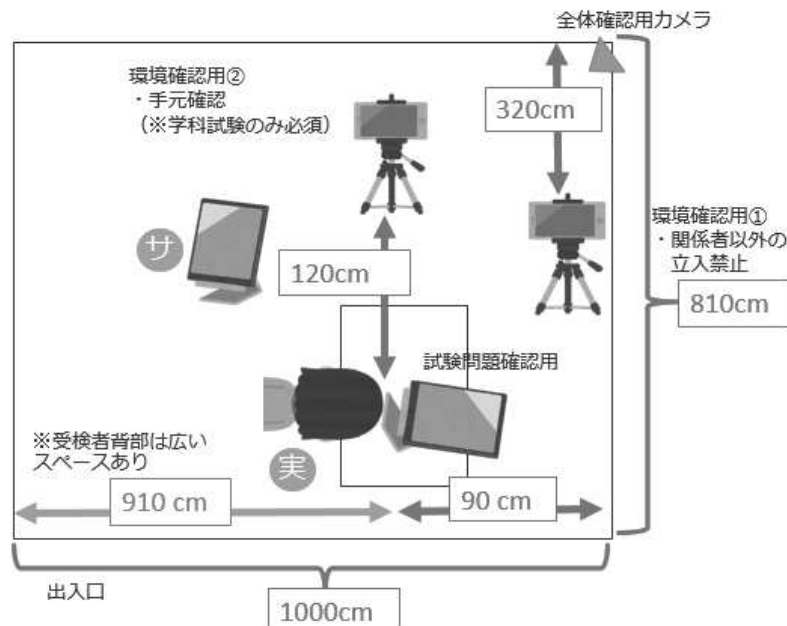 全体確認用カメラ
環境確認用②
・手元確認
（※学科試験のみ必須）
320cm
サ
環境確認用①
・関係者以外の
立入禁止
120cm
810cm
試験問題確認用
※受検者背部は広い
スペースあり
実
910 cm
90 cm
出入口
1000cm